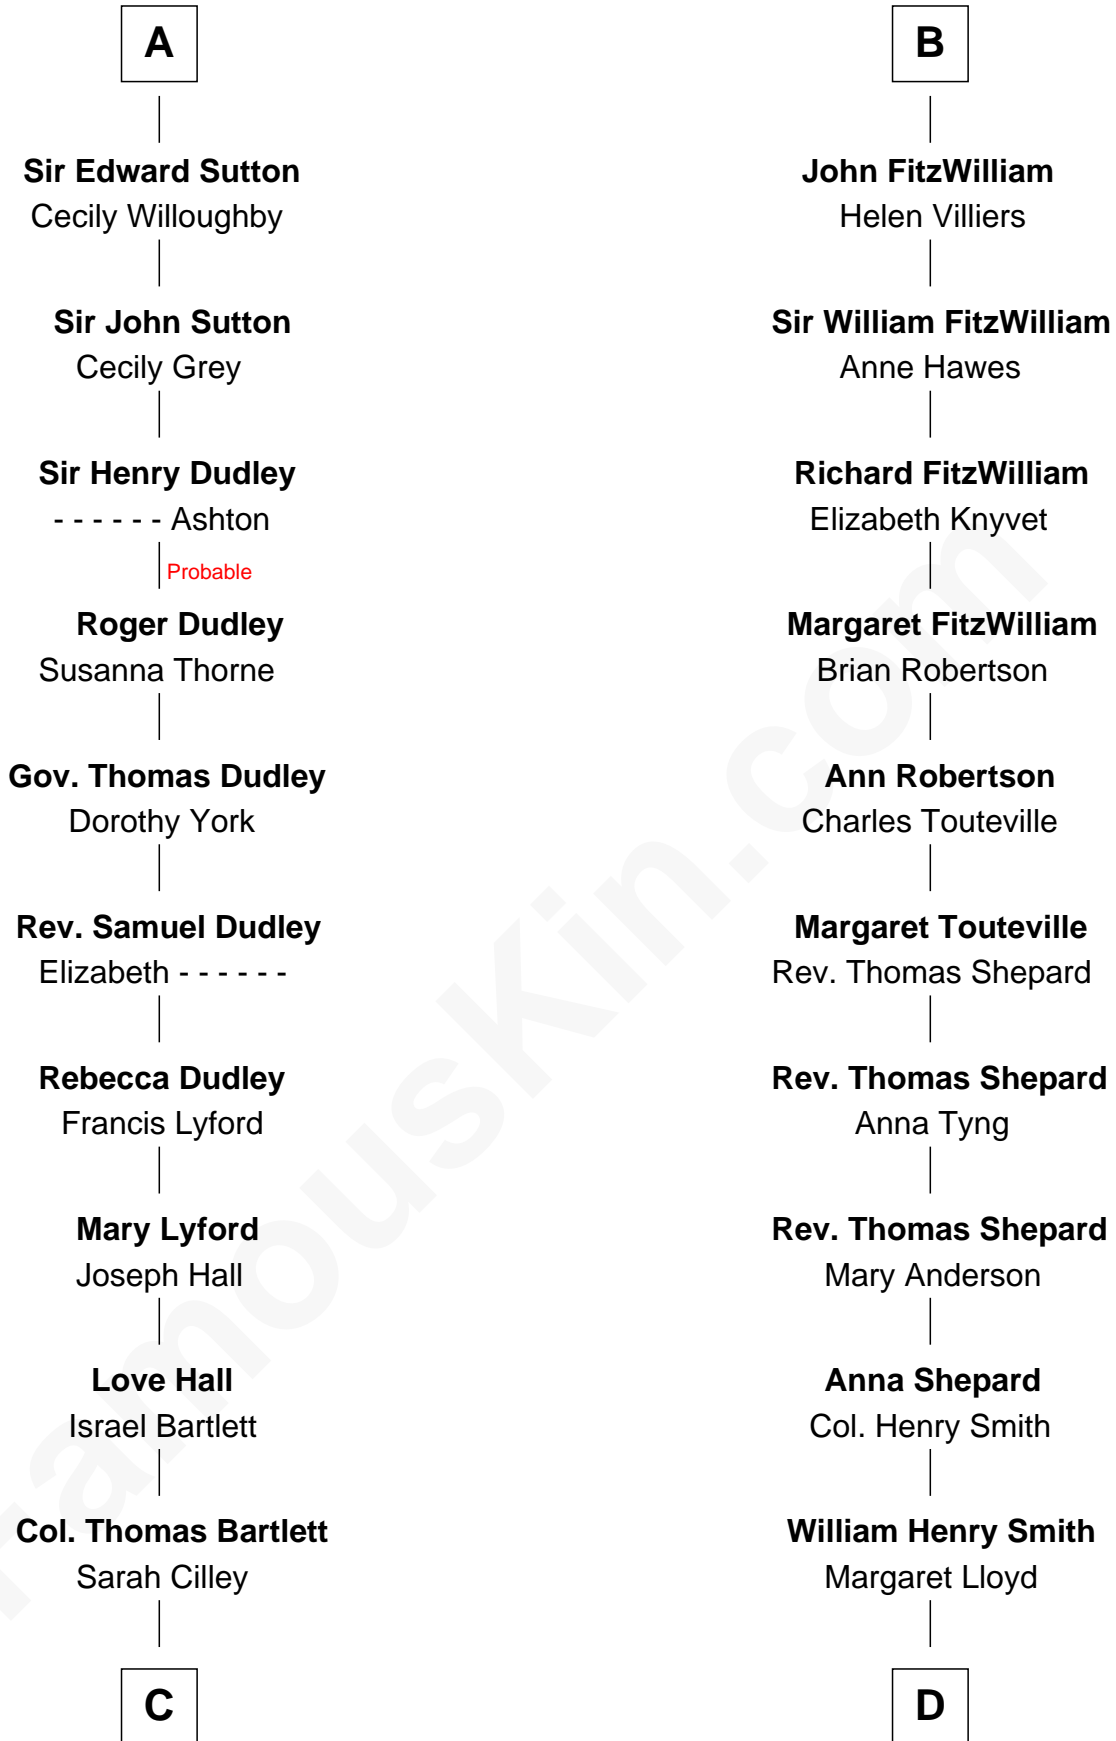 A
Sir Edward Sutton
Cecily Willoughby
Sir John Sutton
Cecily Grey
Sir Henry Dudley
- - - - - - Ashton
Probable
Roger Dudley
Susanna Thorne
Gov. Thomas Dudley
Dorothy York
Rev. Samuel Dudley
Elizabeth - - - - - -
Rebecca Dudley
Francis Lyford
Mary Lyford
Joseph Hall
Love Hall
Israel Bartlett
Col. Thomas Bartlett
Sarah Cilley
C
B
John FitzWilliam
Helen Villiers
Sir William FitzWilliam
Anne Hawes
Richard FitzWilliam
Elizabeth Knyvet
Margaret FitzWilliam
Brian Robertson
Ann Robertson
Charles Touteville
Margaret Touteville
Rev. Thomas Shepard
Rev. Thomas Shepard
Anna Tyng
Rev. Thomas Shepard
Mary Anderson
Anna Shepard
Col. Henry Smith
William Henry Smith
Margaret Lloyd
D
FamousKin.com